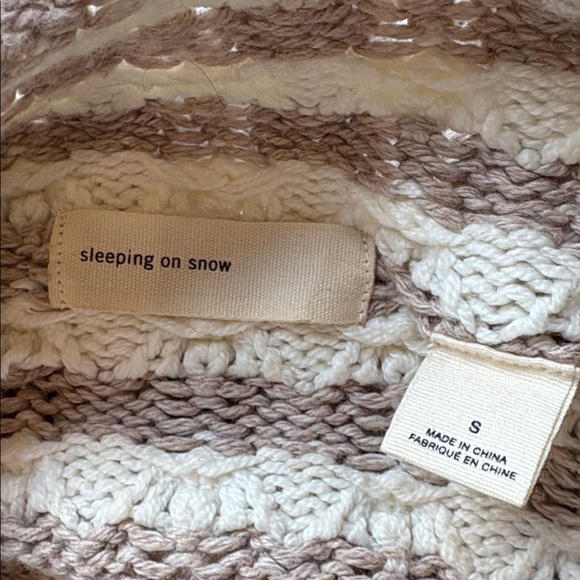 sleeping on snow
S
MADE IN CHINA
FABRIQUÉ EN CHINE